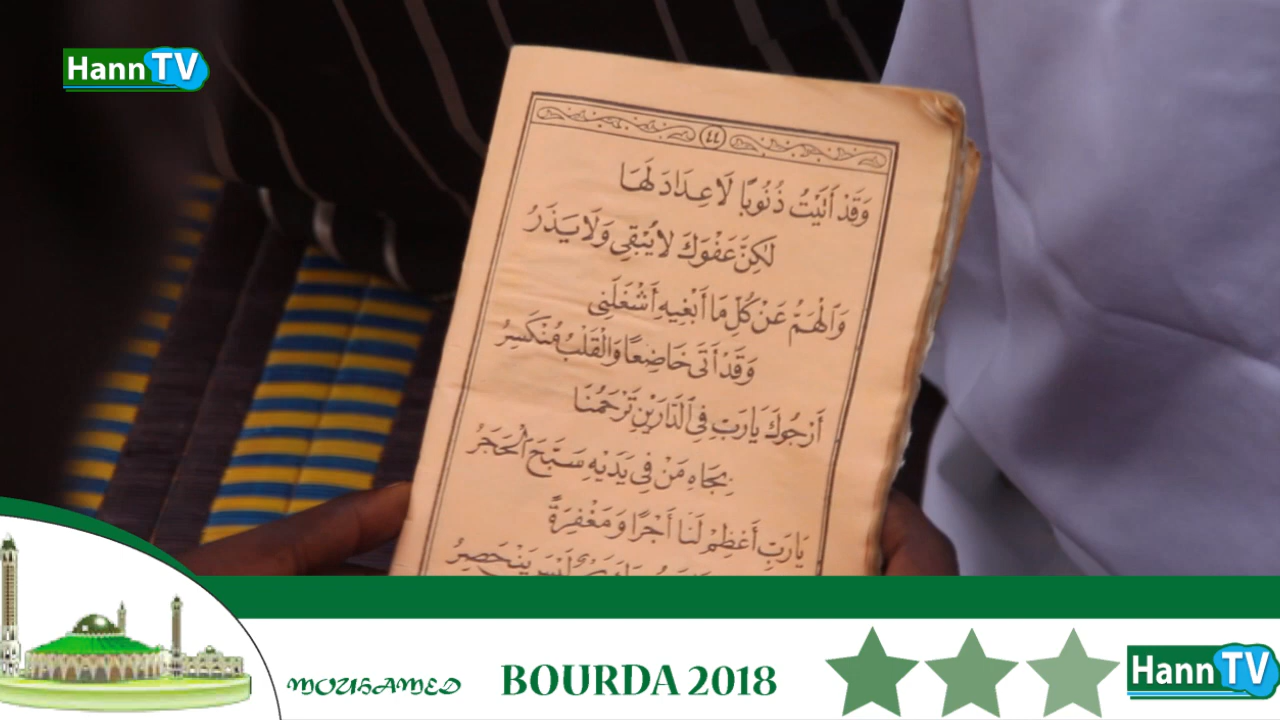 HannTV
٤٤
وَقَدْ أَتَيْتُ ذُنُوبًا لَا عِدَادَ لَهَا
لَكِنَّ عَفْوَكَ لَا يُبْقِي وَلَا يَذَرُ
وَالْهَمُّ عَنْ كُلِّ مَا أَبْغِيهِ أَشْغَلَنِي
وَقَدْ أَتَى خَاضِعًا وَالْقَلْبُ مُنْكَسِرُ
أَرْجُوكَ يَا رَبِّ فِي الدَّارَيْنِ تَرْحَمُنَا
بِجَاهِ مَنْ فِي يَدَيْهِ سَبَّحَ الْحَجَرُ
يَا رَبِّ أَعْظِمْ لَنَا أَجْرًا وَمَغْفِرَةً
لَيْسَ يَنْحَصِرُ
MOUHAMED
BOURDA 2018
HannTV